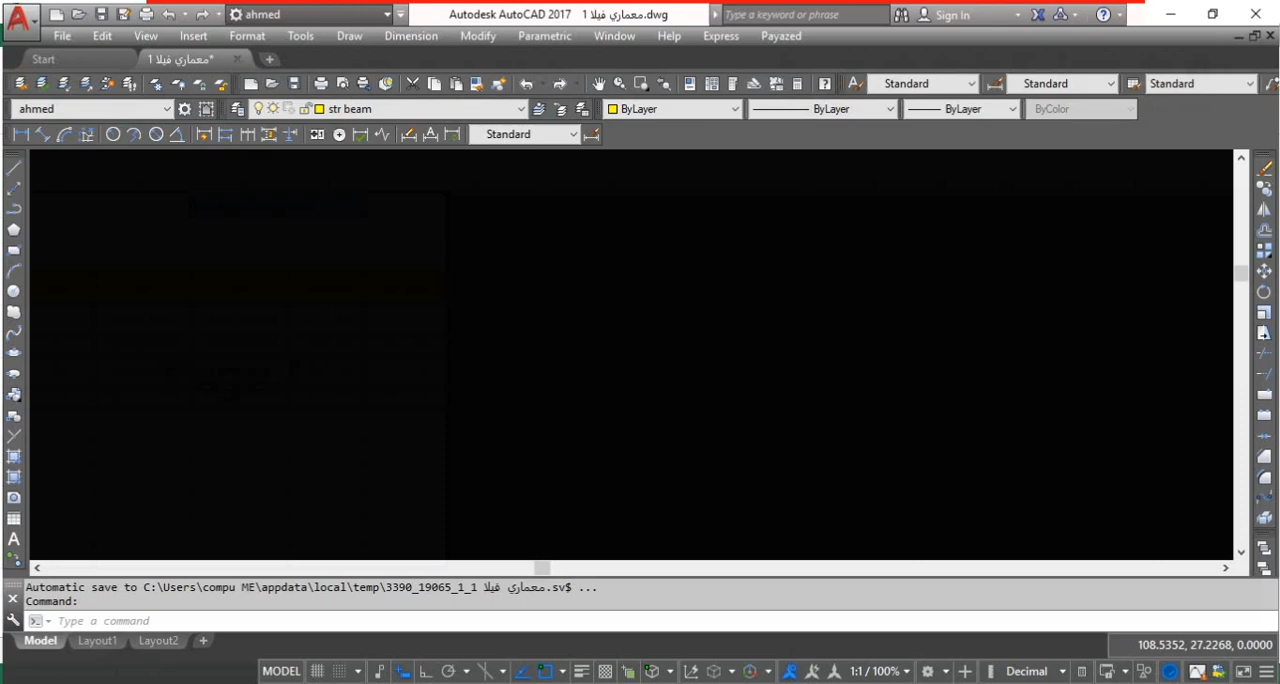 ahmed
Autodesk AutoCAD 2017 معماري فيلا 1.dwg
Type a keyword or phrase
Sign In
File Edit View Insert Format Tools Draw Dimension Modify Parametric Window Help Express Payazed
Start
معماري فيلا 1*
Standard
Standard
Standard
ahmed
str beam
ByLayer
ByLayer
ByLayer
ByColor
Standard
Automatic save to C:\Users\compu ME\appdata\local\temp\معماري فيلا 1_1_19065_3390.sv$ ...
Command:
Type a command
Model Layout1 Layout2
108.5352, 27.2268, 0.0000
MODEL
1:1 / 100%
Decimal